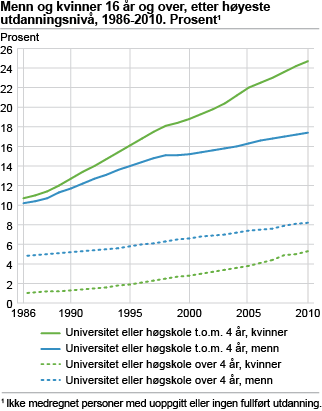 Menn og kvinner 16 år og over, etter høyeste
utdanningsnivå, 1986-2010. Prosent¹
Prosent
26
24
22
20
18
16
14
12
10
8
6
4
2
0
1986 1990 1995 2000 2005 2010
Universitet eller høgskole t.o.m. 4 år, kvinner
Universitet eller høgskole t.o.m. 4 år, menn
Universitet eller høgskole over 4 år, kvinner
Universitet eller høgskole over 4 år, menn
¹ Ikke medregnet personer med uoppgitt eller ingen fullført utdanning.